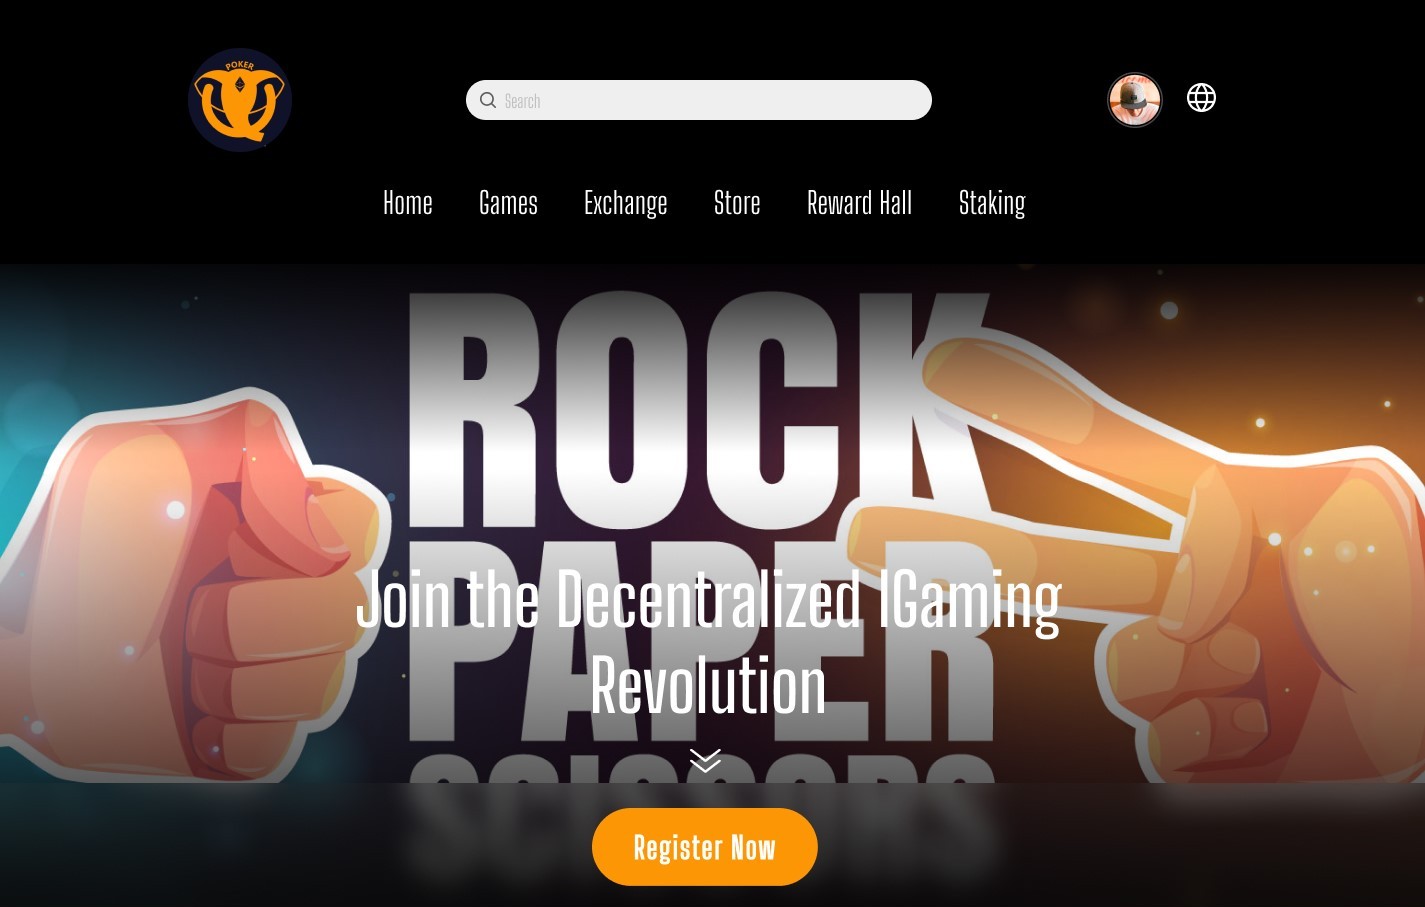 POKER
Search
Home Games Exchange Store Reward Hall Staking
ROCK
PAPER
SCISSORS
Join the Decentralized IGaming
Revolution
Register Now